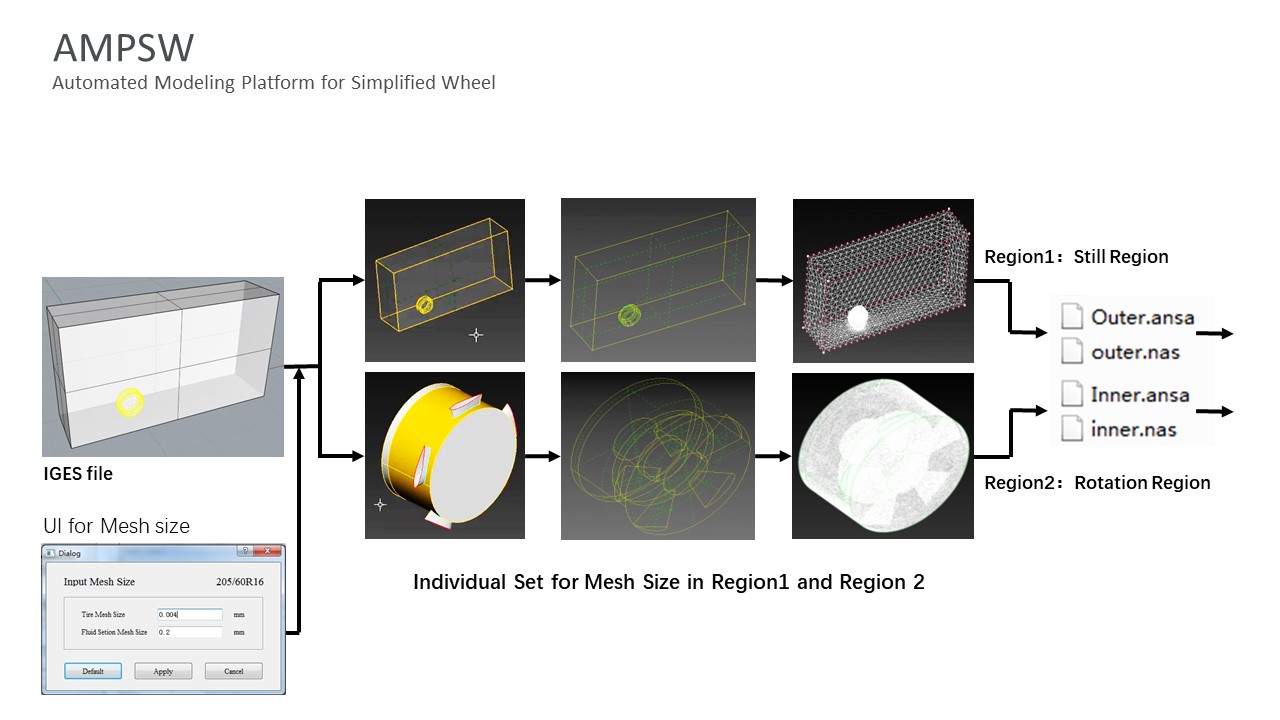 AMPSW
Automated Modeling Platform for Simplified Wheel
Region1：Still Region
Outer.ansa
outer.nas
Inner.ansa
inner.nas
Region2：Rotation Region
IGES file
UI for Mesh size
Dialog
Input Mesh Size 205/60R16
Tire Mesh Size 0.004 mm
Fluid Setion Mesh Size 0.2 mm
Default Apply Cancel
Individual Set for Mesh Size in Region1 and Region 2